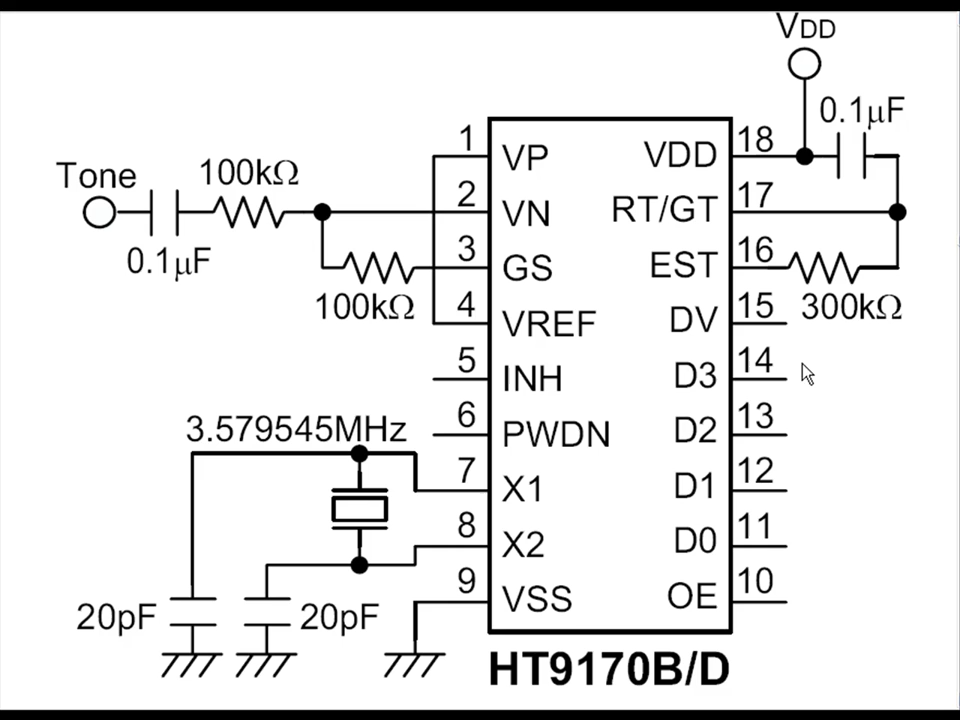 VDD
0.1µF
Tone
100kΩ
0.1µF
100kΩ
1 VP VDD 18
2 VN RT/GT 17
3 GS EST 16
300kΩ
4 VREF DV 15
5 INH D3 14
6 PWDN D2 13
3.579545MHz
7 X1 D1 12
8 X2 D0 11
9 VSS OE 10
20pF 20pF
HT9170B/D